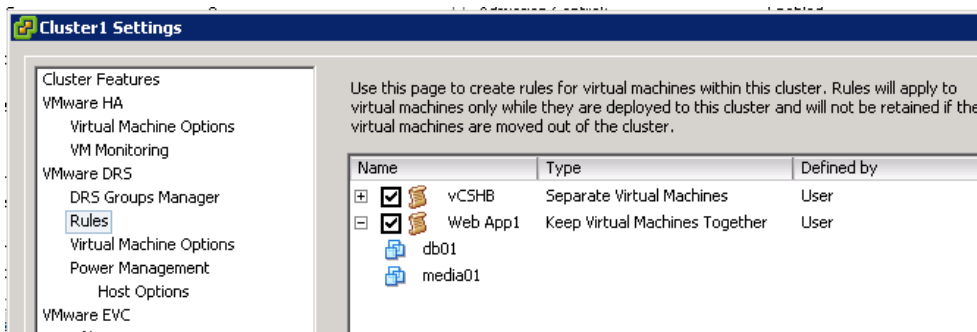 Cluster1 Settings
Cluster Features
VMware HA
Virtual Machine Options
VM Monitoring
VMware DRS
DRS Groups Manager
Rules
Virtual Machine Options
Power Management
Host Options
VMware EVC
Use this page to create rules for virtual machines within this cluster. Rules will apply to
virtual machines only while they are deployed to this cluster and will not be retained if the
virtual machines are moved out of the cluster.
Name Type Defined by
vCSHB Separate Virtual Machines User
Web App1 Keep Virtual Machines Together User
db01
media01